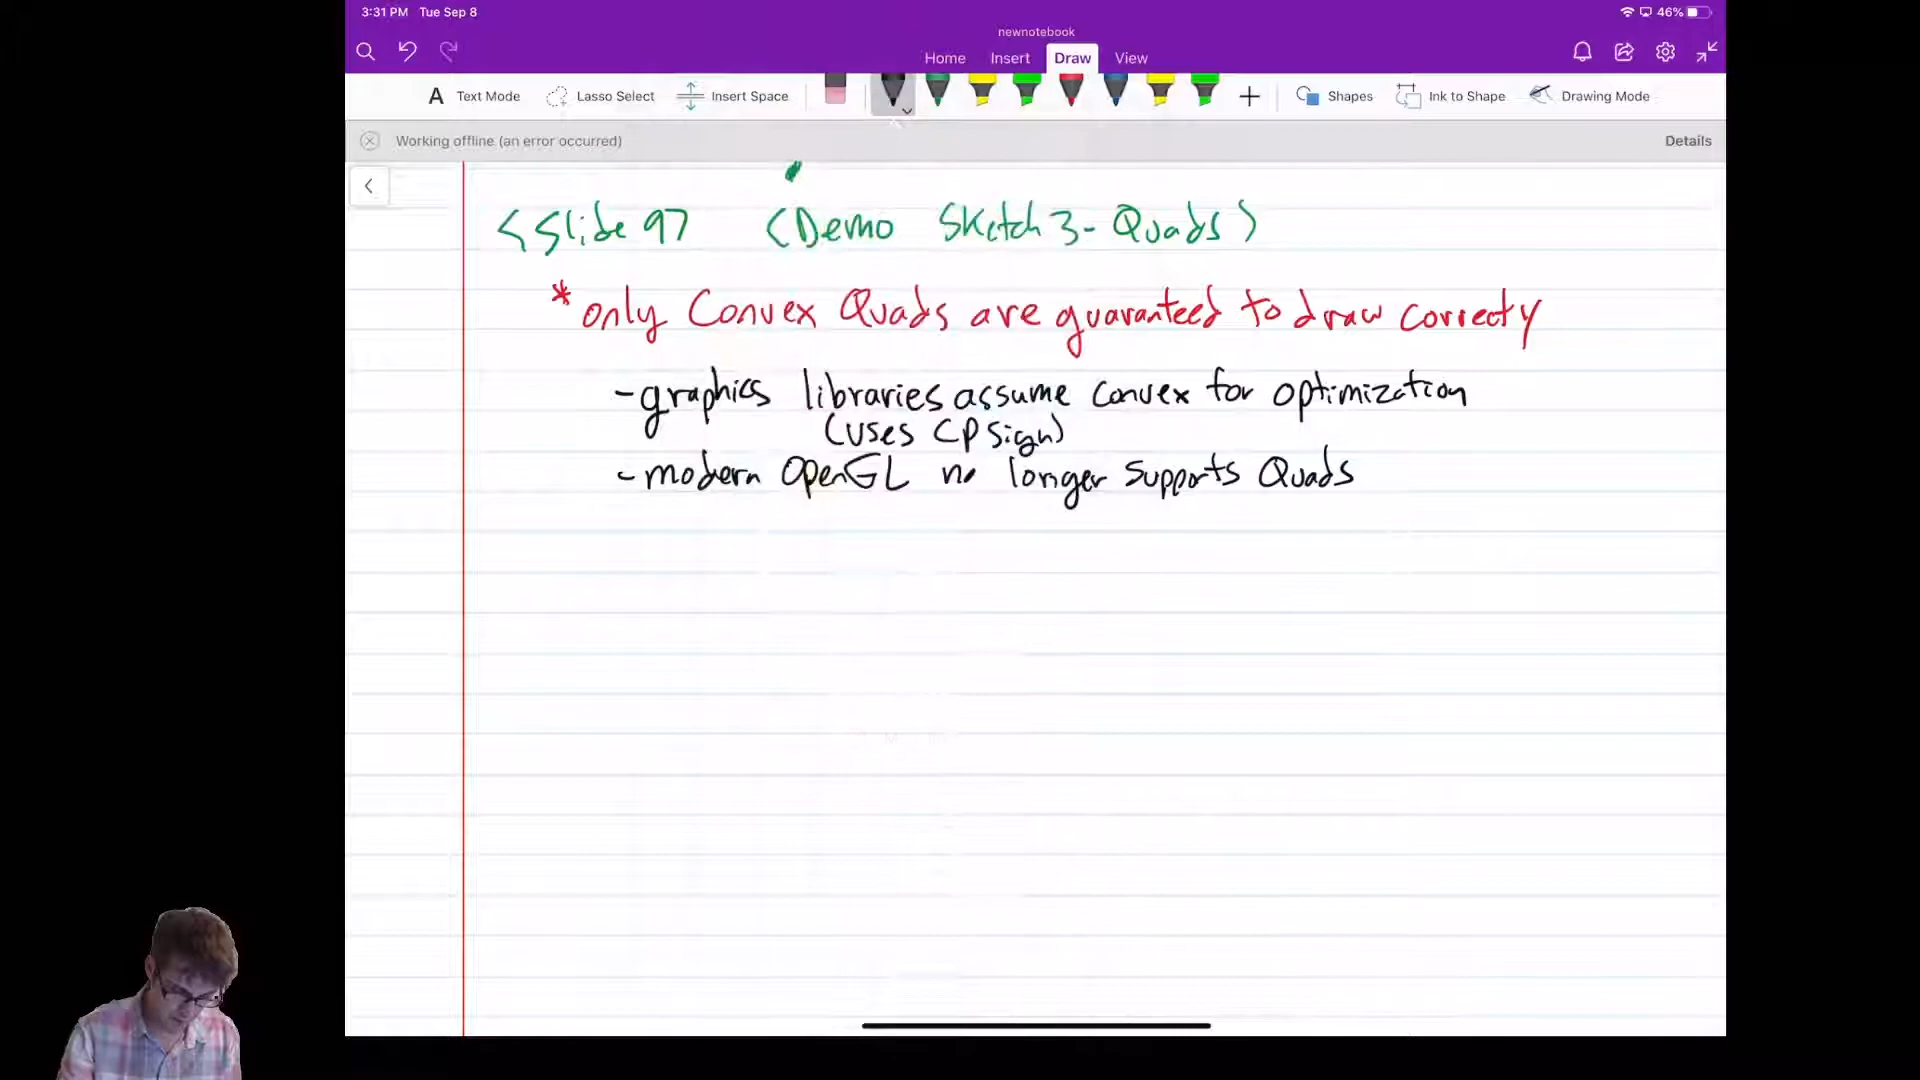 3:31 PM Tue Sep 8
46%
newnotebook
Home Insert Draw View
A Text Mode Lasso Select Insert Space Shapes Ink to Shape Drawing Mode
Working offline (an error occurred) Details
<Slide 97 (Demo Sketch 3- Quads)
* only Convex Quads are guaranteed to draw correcty
- graphics libraries assume convex for optimization
(uses CP sign)
- modern OpenGL no longer supports Quads